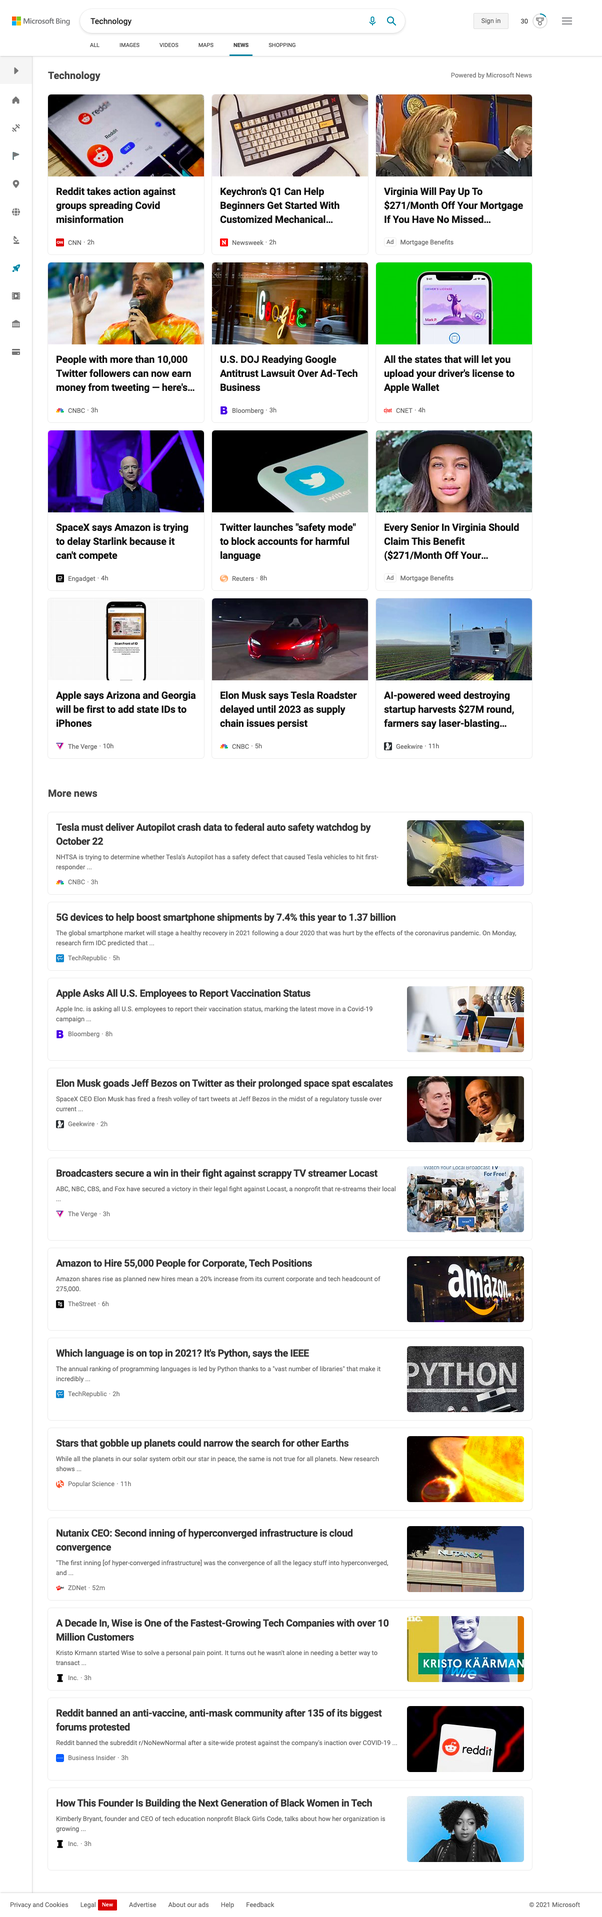 Microsoft Bing
Technology
Sign in
30
ALL IMAGES VIDEOS MAPS NEWS SHOPPING
Technology
Powered by Microsoft News
reddit
Reddit
Reddit takes action against
groups spreading Covid
misinformation
CNN · 2h
Keychron's Q1 Can Help
Beginners Get Started With
Customized Mechanical...
Newsweek · 2h
Virginia Will Pay Up To
$271/Month Off Your Mortgage
If You Have No Missed...
Ad Mortgage Benefits
People with more than 10,000
Twitter followers can now earn
money from tweeting — here's...
CNBC · 3h
Google
U.S. DOJ Readying Google
Antitrust Lawsuit Over Ad-Tech
Business
Bloomberg · 3h
All the states that will let you
upload your driver's license to
Apple Wallet
CNET · 4h
SpaceX says Amazon is trying
to delay Starlink because it
can't compete
Engadget · 4h
Twitter
Twitter launches "safety mode"
to block accounts for harmful
language
Reuters · 8h
Every Senior In Virginia Should
Claim This Benefit
($271/Month Off Your...
Ad Mortgage Benefits
Apple says Arizona and Georgia
will be first to add state IDs to
iPhones
The Verge · 10h
Elon Musk says Tesla Roadster
delayed until 2023 as supply
chain issues persist
CNBC · 5h
AI-powered weed destroying
startup harvests $27M round,
farmers say laser-blasting...
Geekwire · 11h
More news
Tesla must deliver Autopilot crash data to federal auto safety watchdog by
October 22
NHTSA is trying to determine whether Tesla's Autopilot has a safety defect that caused Tesla vehicles to hit first-
responder ...
CNBC · 3h
5G devices to help boost smartphone shipments by 7.4% this year to 1.37 billion
The global smartphone market will stage a healthy recovery in 2021 following a dour 2020 that was hurt by the effects of the coronavirus pandemic. On Monday,
research firm IDC predicted that ...
TechRepublic · 5h
Apple Asks All U.S. Employees to Report Vaccination Status
Apple Inc. is asking all U.S. employees to report their vaccination status, marking the latest move in a Covid-19
campaign ...
Bloomberg · 8h
Elon Musk goads Jeff Bezos on Twitter as their prolonged space spat escalates
SpaceX CEO Elon Musk has fired a fresh volley of tart tweets at Jeff Bezos in the midst of a regulatory tussle over
current ...
Geekwire · 2h
Broadcasters secure a win in their fight against scrappy TV streamer Locast
ABC, NBC, CBS, and Fox have secured a victory in their legal fight against Locast, a nonprofit that re-streams their local
...
The Verge · 3h
Watch Your Local Broadcast TV
For Free!
Amazon to Hire 55,000 People for Corporate, Tech Positions
Amazon shares rise as planned new hires mean a 20% increase from its current corporate and tech headcount of
275,000.
TheStreet · 6h
amazon
Which language is on top in 2021? It's Python, says the IEEE
The annual ranking of programming languages is led by Python thanks to a "vast number of libraries" that make it
incredibly ...
TechRepublic · 2h
PYTHON
Stars that gobble up planets could narrow the search for other Earths
While all the planets in our solar system orbit our star in peace, the same is not true for all planets. New research
shows ...
Popular Science · 11h
Nutanix CEO: Second inning of hyperconverged infrastructure is cloud
convergence
"The first inning [of hyper-converged infrastructure] was the convergence of all the legacy stuff into hyperconverged,
and ...
ZDNet · 52m
NUTANIX
A Decade In, Wise is One of the Fastest-Growing Tech Companies with over 10
Million Customers
Kristo Krmann started Wise to solve a personal pain point. It turns out he wasn't alone in needing a better way to
transact ...
Inc. · 3h
KRISTO KÄÄRMAN
Reddit banned an anti-vaccine, anti-mask community after 135 of its biggest
forums protested
Reddit banned the subreddit r/NoNewNormal after a site-wide protest against the company's inaction over COVID-19 ...
Business Insider · 3h
reddit
How This Founder Is Building the Next Generation of Black Women in Tech
Kimberly Bryant, founder and CEO of tech education nonprofit Black Girls Code, talks about how her organization is
growing ...
Inc. · 3h
Privacy and Cookies Legal New Advertise About our ads Help Feedback
© 2021 Microsoft